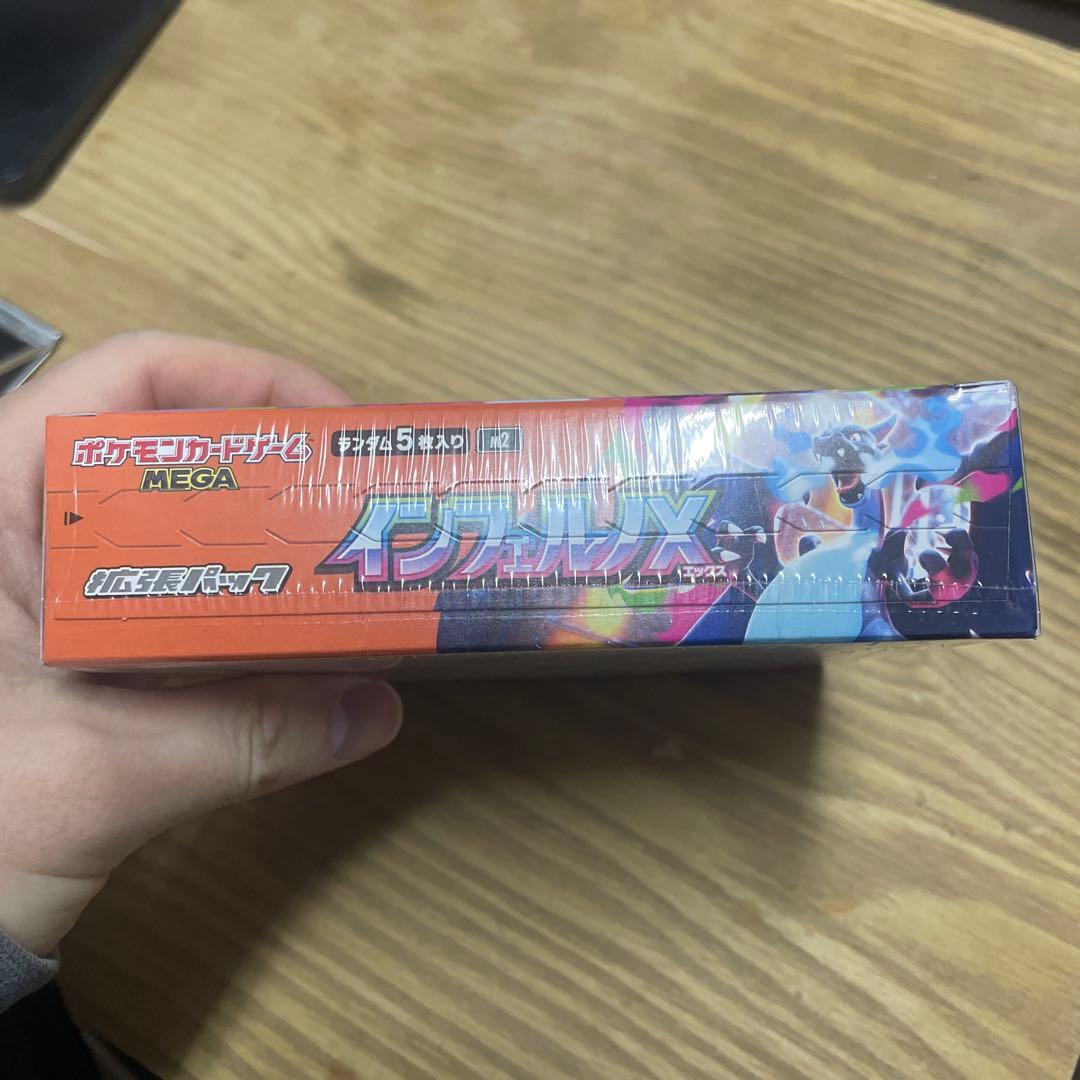 ポケモンカードゲーム
MEGA
ランダム5枚入り M2
インフェルノX
エックス
拡張パック